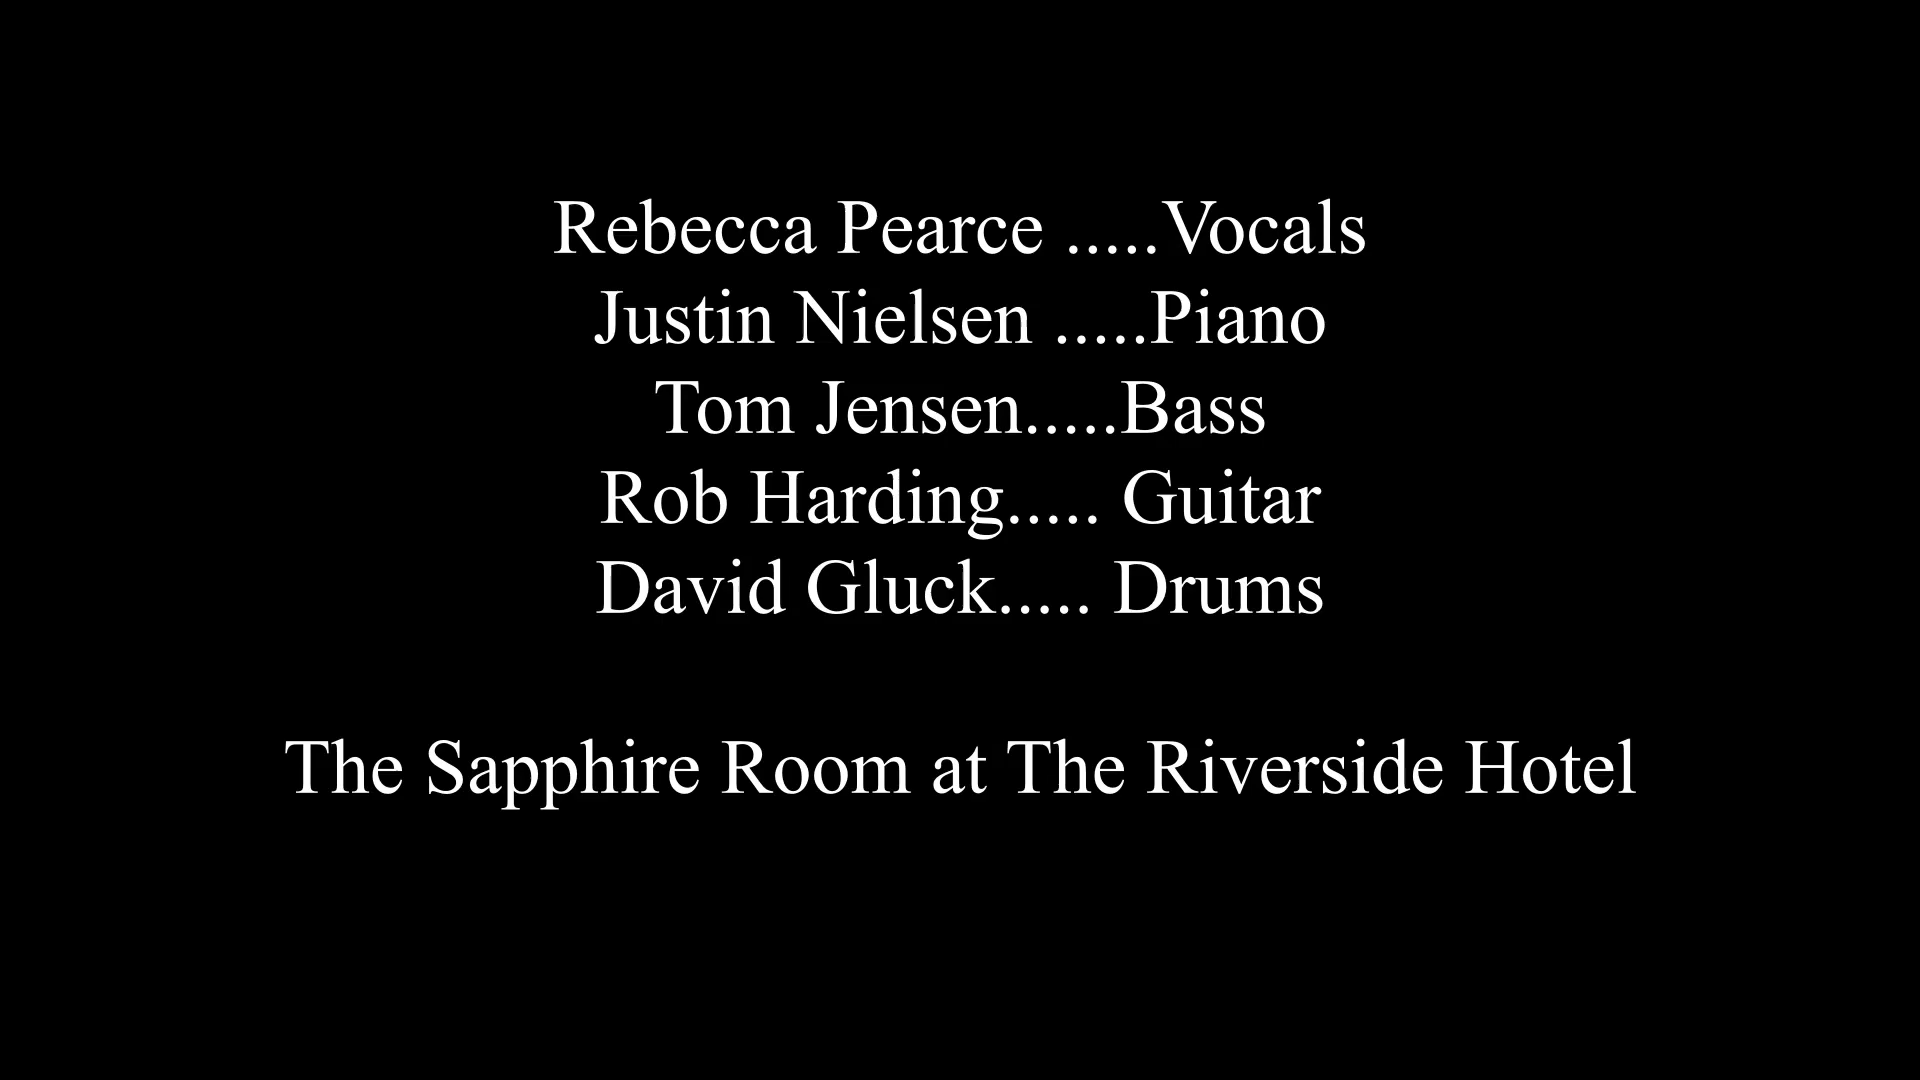 Rebecca Pearce .....Vocals
Justin Nielsen .....Piano
Tom Jensen.....Bass
Rob Harding..... Guitar
David Gluck..... Drums
The Sapphire Room at The Riverside Hotel